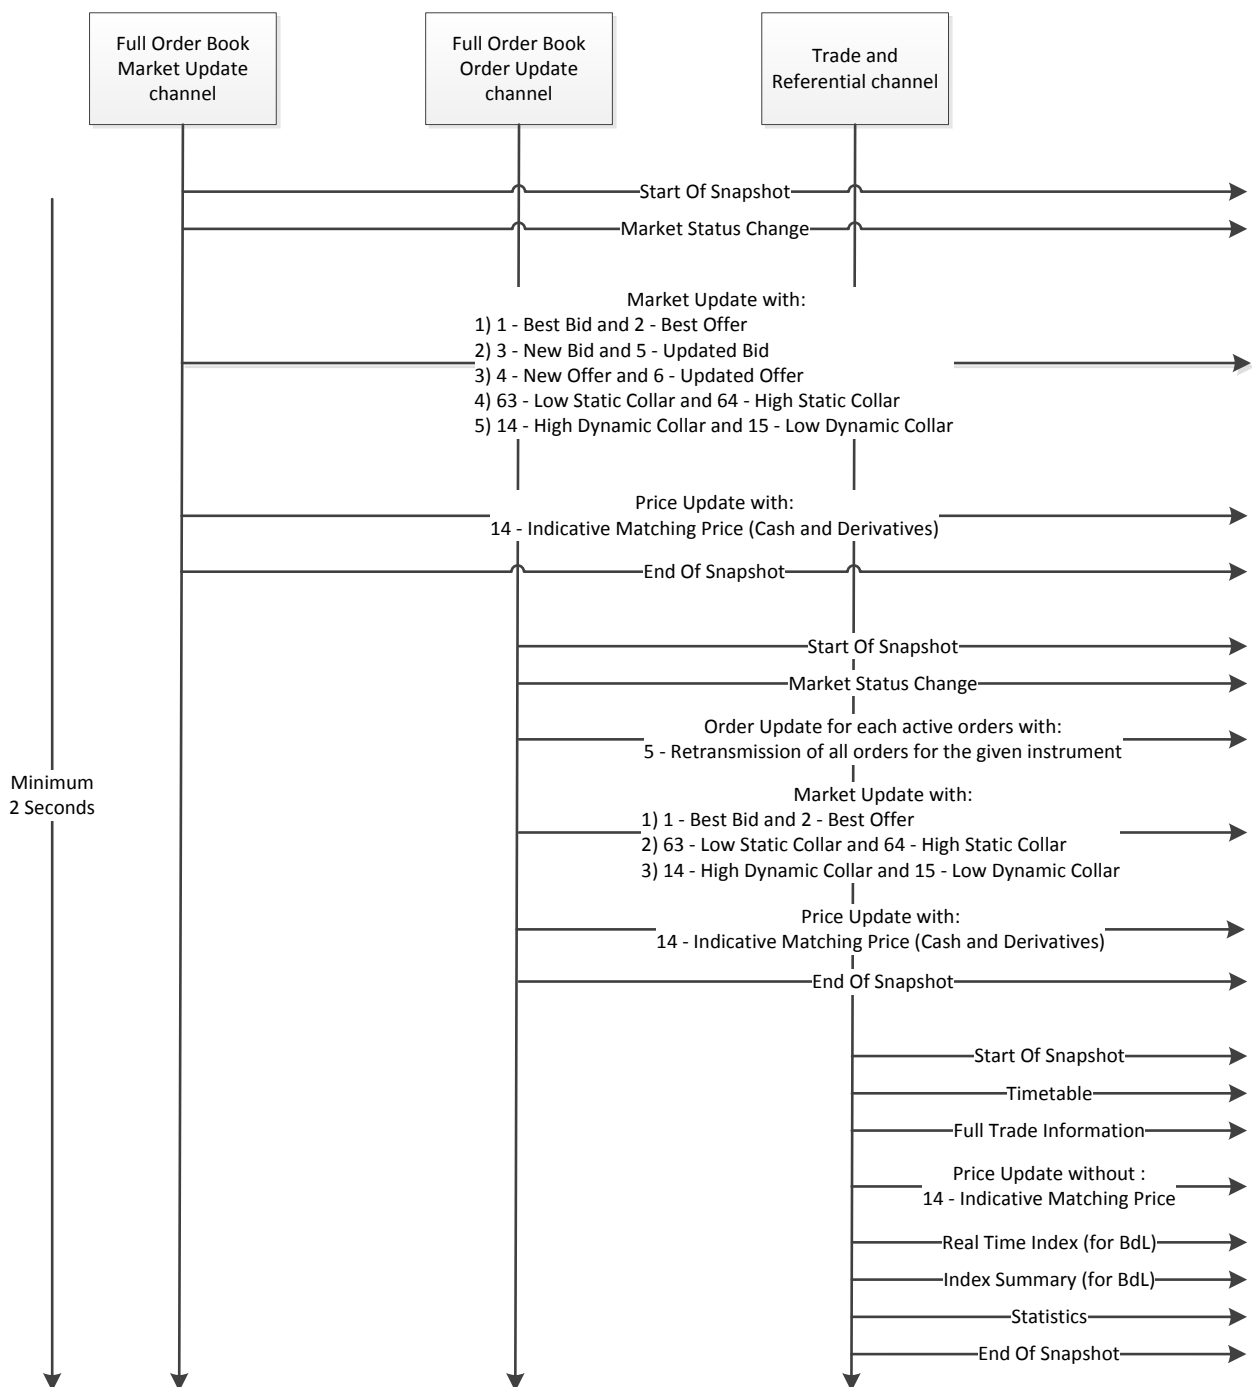 Full Order Book
Market Update
channel
Full Order Book
Order Update
channel
Trade and
Referential channel
Start Of Snapshot
Market Status Change
Market Update with:
1) 1 - Best Bid and 2 - Best Offer
2) 3 - New Bid and 5 - Updated Bid
3) 4 - New Offer and 6 - Updated Offer
4) 63 - Low Static Collar and 64 - High Static Collar
5) 14 - High Dynamic Collar and 15 - Low Dynamic Collar
Price Update with:
14 - Indicative Matching Price (Cash and Derivatives)
End Of Snapshot
Start Of Snapshot
Market Status Change
Order Update for each active orders with:
5 - Retransmission of all orders for the given instrument
Minimum
2 Seconds
Market Update with:
1) 1 - Best Bid and 2 - Best Offer
2) 63 - Low Static Collar and 64 - High Static Collar
3) 14 - High Dynamic Collar and 15 - Low Dynamic Collar
Price Update with:
14 - Indicative Matching Price (Cash and Derivatives)
End Of Snapshot
Start Of Snapshot
Timetable
Full Trade Information
Price Update without :
14 - Indicative Matching Price
Real Time Index (for BdL)
Index Summary (for BdL)
Statistics
End Of Snapshot